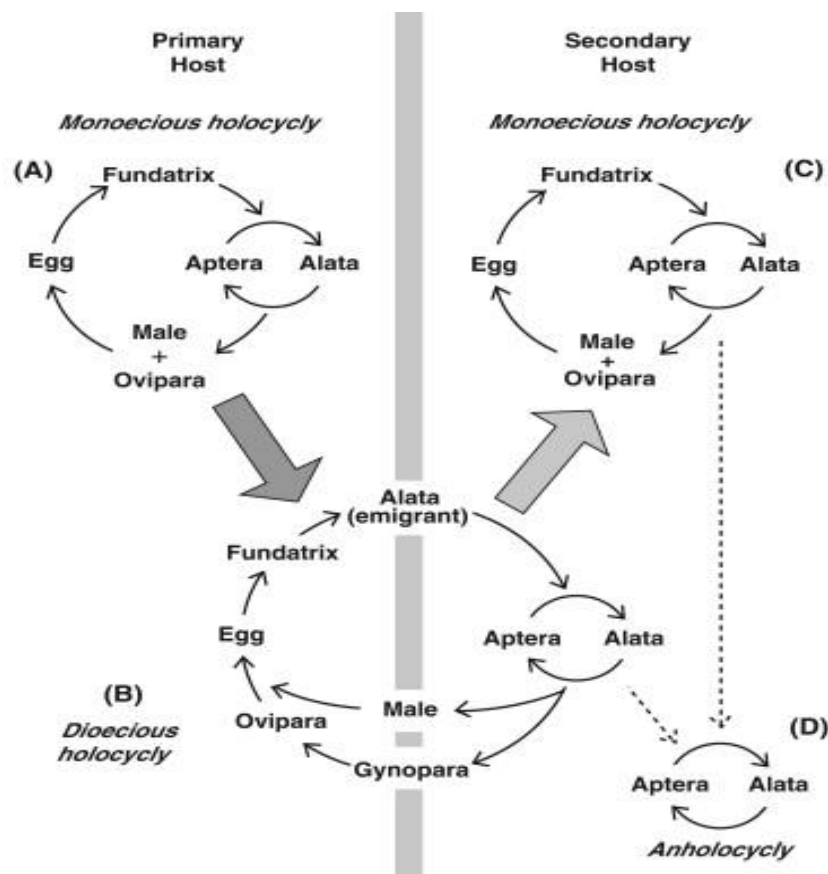 Primary
Host
Secondary
Host
Monoecious holocycly
Monoecious holocycly
(A)
Fundatrix
Egg
Aptera
Alata
Male
+
Ovipara
Fundatrix
(C)
Egg
Aptera
Alata
Male
+
Ovipara
Alata
(emigrant)
Fundatrix
Egg
Aptera
Alata
(B)
Dioecious
holocycly
Ovipara
Male
Gynopara
(D)
Aptera
Alata
Anholocycly